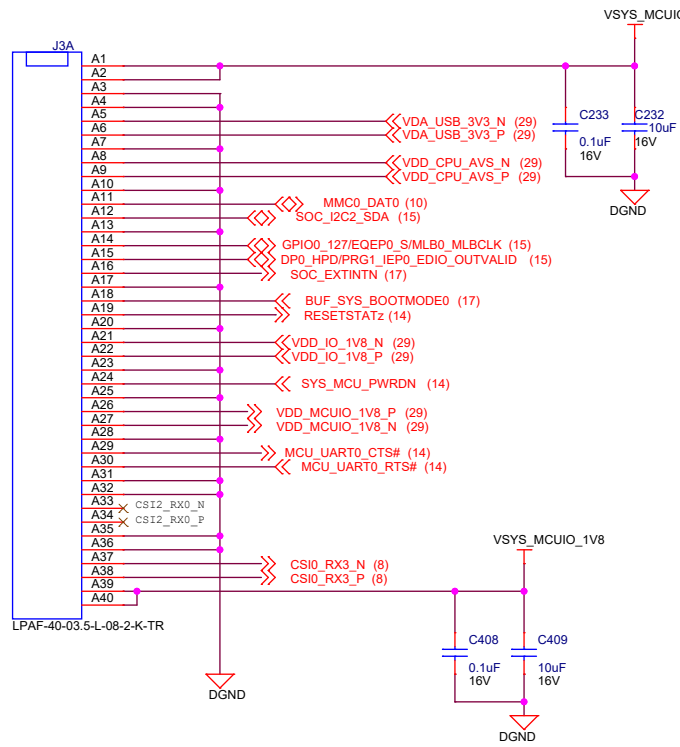 VSYS_MCUIO
J3A
A1
A2
A3
A4
A5
VDA_USB_3V3_N (29)
A6
VDA_USB_3V3_P (29)
C233
0.1uF
16V
C232
10uF
16V
A7
A8
VDD_CPU_AVS_N (29)
A9
VDD_CPU_AVS_P (29)
A10
DGND
A11
MMC0_DAT0 (10)
A12
SOC_I2C2_SDA (15)
A13
A14
GPIO0_127/EQEP0_S/MLB0_MLBCLK (15)
A15
DP0_HPD/PRG1_IEP0_EDIO_OUTVALID (15)
A16
SOC_EXTINTN (17)
A17
A18
BUF_SYS_BOOTMODE0 (17)
A19
RESETSTATz (14)
A20
A21
VDD_IO_1V8_N (29)
A22
VDD_IO_1V8_P (29)
A23
A24
SYS_MCU_PWRDN (14)
A25
A26
VDD_MCUIO_1V8_P (29)
A27
VDD_MCUIO_1V8_N (29)
A28
A29
MCU_UART0_CTS# (14)
A30
MCU_UART0_RTS# (14)
A31
A32
A33
CSI2_RX0_N
A34
CSI2_RX0_P
A35
A36
VSYS_MCUIO_1V8
A37
CSI0_RX3_N (8)
A38
CSI0_RX3_P (8)
A39
A40
LPAF-40-03.5-L-08-2-K-TR
C408
0.1uF
16V
C409
10uF
16V
DGND
DGND